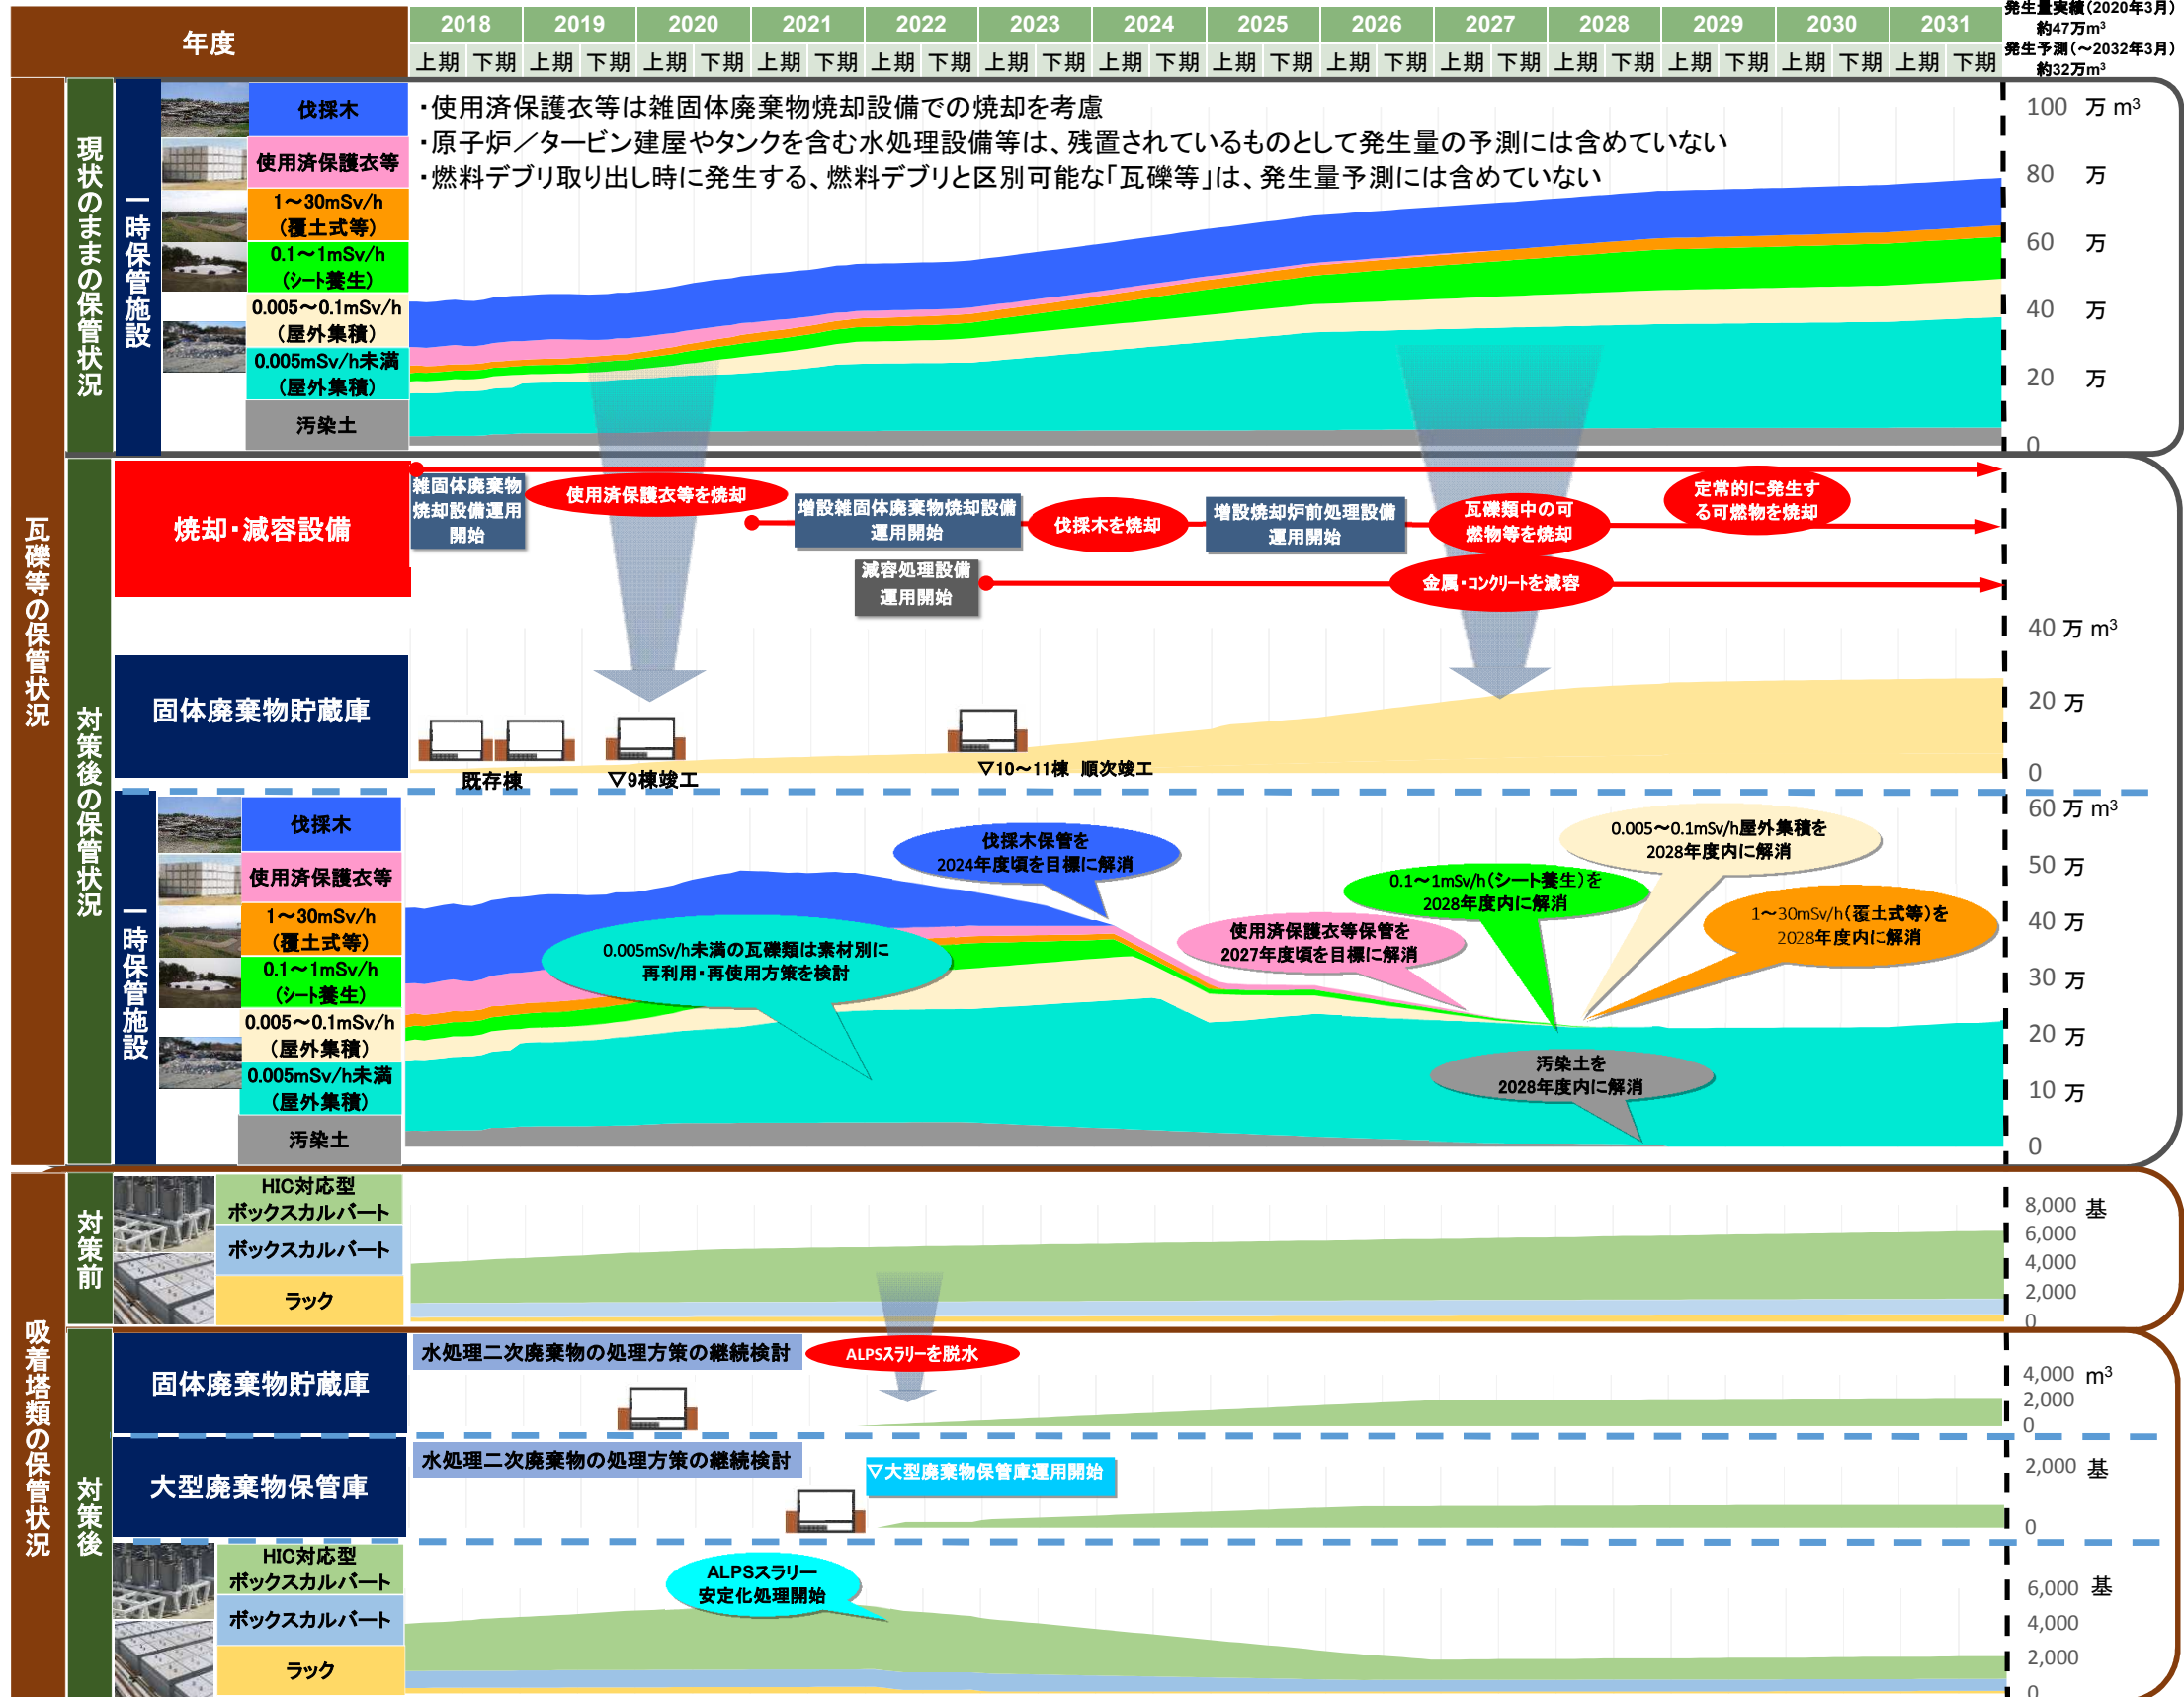 年度
2018 2019 2020 2021 2022 2023 2024 2025 2026 2027 2028 2029 2030 2031
上期 下期 上期 下期 上期 下期 上期 下期 上期 下期 上期 下期 上期 下期 上期 下期 上期 下期 上期 下期 上期 下期 上期 下期 上期 下期 上期 下期
発生量実績(2020年3月)
約47万m³
発生予測(~2032年3月)
約32万m³
瓦礫等の保管状況
現状のままの保管状況
一時保管施設
伐採木
使用済保護衣等
1~30mSv/h
(覆土式等)
0.1~1mSv/h
(シート養生)
0.005~0.1mSv/h
(屋外集積)
0.005mSv/h未満
(屋外集積)
汚染土
・使用済保護衣等は雑固体廃棄物焼却設備での焼却を考慮
・原子炉/タービン建屋やタンクを含む水処理設備等は、残置されているものとして発生量の予測には含めていない
・燃料デブリ取り出し時に発生する、燃料デブリと区別可能な「瓦礫等」は、発生量予測には含めていない
100 万 m³
80 万
60 万
40 万
20 万
0
対策後の保管状況
焼却・減容設備
雑固体廃棄物
焼却設備運用
開始
使用済保護衣等を焼却
増設雑固体廃棄物焼却設備
運用開始
伐採木を焼却
増設焼却炉前処理設備
運用開始
瓦礫類中の可
燃物等を焼却
定常的に発生す
る可燃物を焼却
減容処理設備
運用開始
金属・コンクリートを減容
固体廃棄物貯蔵庫
既存棟
▽9棟竣工
▽10~11棟 順次竣工
40 万 m³
20 万
0
一時保管施設
伐採木
使用済保護衣等
1~30mSv/h
(覆土式等)
0.1~1mSv/h
(シート養生)
0.005~0.1mSv/h
(屋外集積)
0.005mSv/h未満
(屋外集積)
汚染土
伐採木保管を
2024年度頃を目標に解消
0.005mSv/h未満の瓦礫類は素材別に
再利用・再使用方策を検討
使用済保護衣等保管を
2027年度頃を目標に解消
0.1~1mSv/h(シート養生)を
2028年度内に解消
0.005~0.1mSv/h屋外集積を
2028年度内に解消
1~30mSv/h(覆土式等)を
2028年度内に解消
汚染土を
2028年度内に解消
60 万 m³
50 万
40 万
30 万
20 万
10 万
0
吸着塔類の保管状況
対策前
HIC対応型
ボックスカルバート
ボックスカルバート
ラック
8,000 基
6,000
4,000
2,000
0
対策後
固体廃棄物貯蔵庫
水処理二次廃棄物の処理方策の継続検討
ALPSスラリーを脱水
4,000 m³
2,000
0
大型廃棄物保管庫
水処理二次廃棄物の処理方策の継続検討
▽大型廃棄物保管庫運用開始
2,000 基
0
HIC対応型
ボックスカルバート
ボックスカルバート
ラック
ALPSスラリー
安定化処理開始
6,000 基
4,000
2,000
0